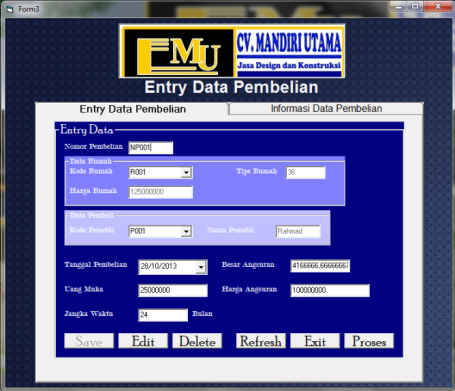 Form3
EMU
CV. MANDIRI UTAMA
Jasa Design dan Konstruksi
Entry Data Pembelian
Entry Data Pembelian Informasi Data Pembelian
Entry Data
Nomor Pembelian NP001
Data Rumah
Kode Rumah R001 Tipe Rumah 36
Harga Rumah 125000000
Data Pembeli
Kode Pemebli P001 Nama Pemebli Rahmad
Tanggal Pembelian 28/10/2013 Besar Angsuran 4166666,66666667
Uang Muka 25000000 Harga Angsuran 100000000
Jangka Waktu 24 Bulan
Save Edit Delete Refresh Exit Proses